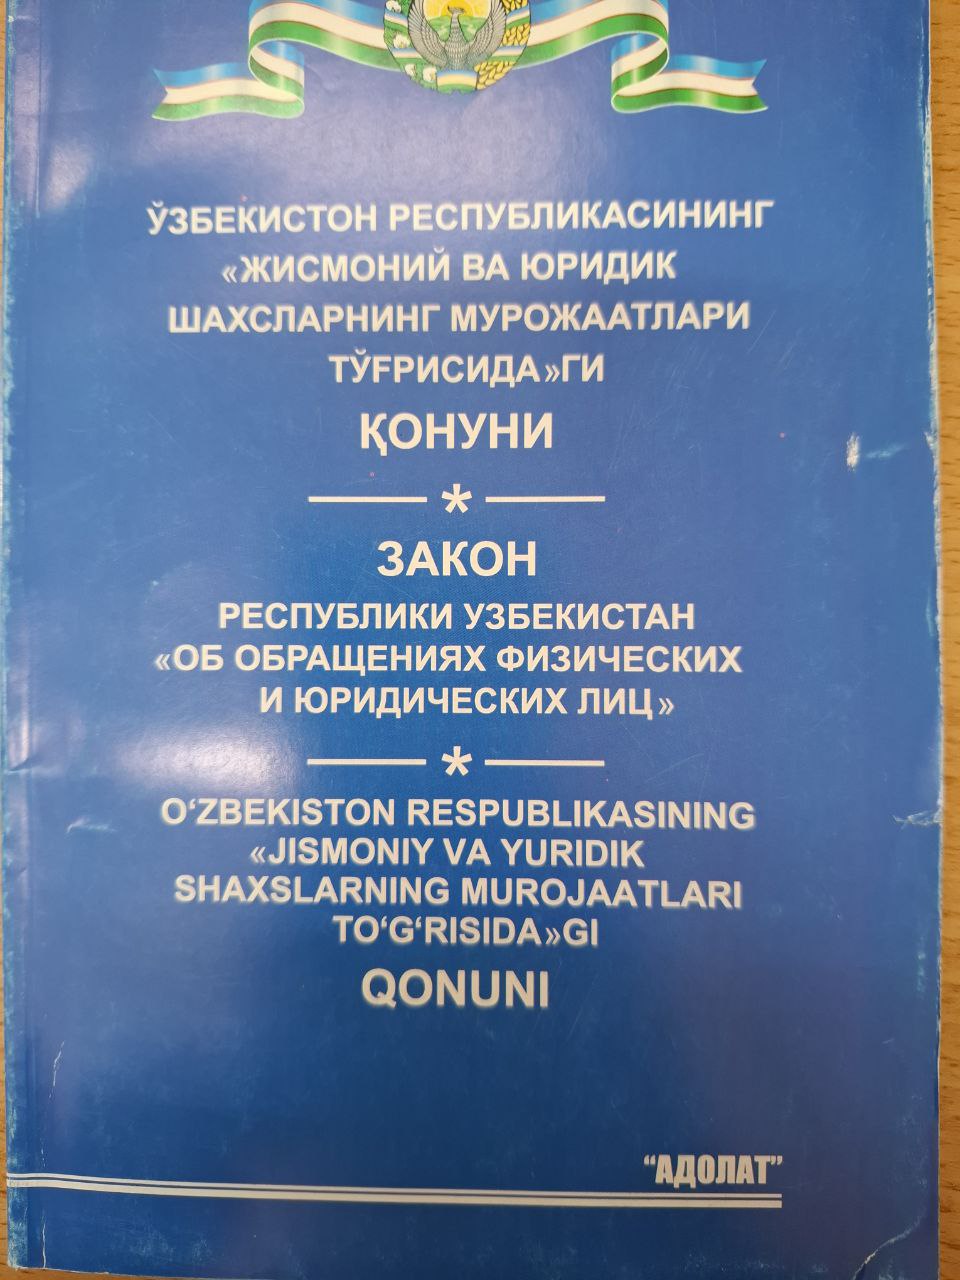 ЎЗБЕКИСТОН РЕСПУБЛИКАСИНИНГ
«ЖИСМОНИЙ ВА ЮРИДИК
ШАХСЛАРНИНГ МУРОЖААТЛАРИ
ТЎҒРИСИДА»ГИ
ҚОНУНИ
*
ЗАКОН
РЕСПУБЛИКИ УЗБЕКИСТАН
«ОБ ОБРАЩЕНИЯХ ФИЗИЧЕСКИХ
И ЮРИДИЧЕСКИХ ЛИЦ»
*
O‘ZBEKISTON RESPUBLIKASINING
«JISMONIY VA YURIDIK
SHAXSLARNING MUROJAATLARI
TO‘G‘RISIDA»GI
QONUNI
“АДОЛАТ”